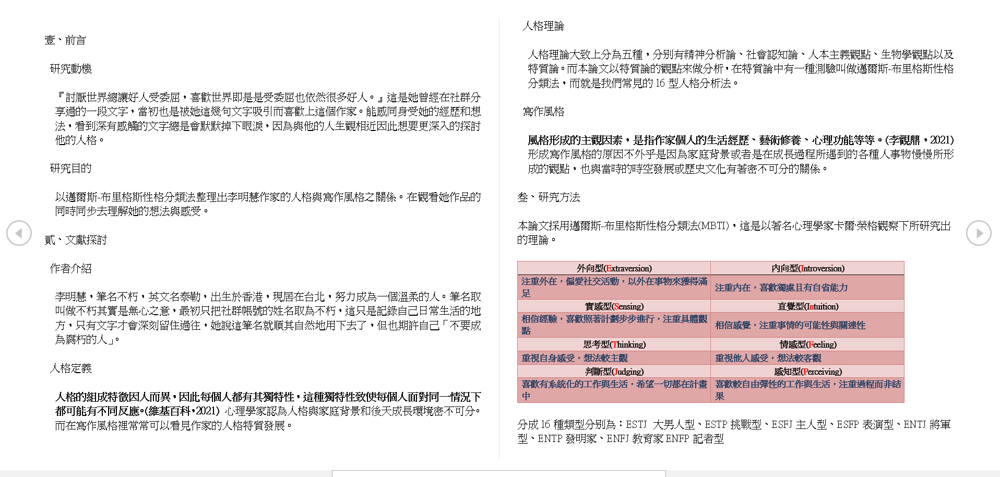 壹、前言
研究動機
『討厭世界總讓好人受委屈，喜歡世界即是是受委屈也依然很多好人。』這是她曾經在社群分
享過的一段文字，當初也是被她這幾句文字吸引而喜歡上這個作家。能感同身受她的經歷和想
法，看到深有感觸的文字總是會默默掉下眼淚，因為與他的人生觀相近因此想要更深入的探討
他的人格。
研究目的
以邁爾斯-布里格斯性格分類法整理出李明慧作家的人格與寫作風格之關係。在觀看她作品的
同時同步去理解她的想法與感受。
貳、文獻探討
作者介紹
李明慧，筆名不朽，英文名泰勒，出生於香港，現居在台北，努力成為一個溫柔的人。筆名取
叫做不朽其實是無心之意，最初只把社群帳號的姓名取為不朽，這只是記錄自己日常生活的地
方，只有文字才會深刻留住過往，她說這筆名就順其自然地用下去了，但也期許自己「不要成
為腐朽的人」。
人格定義
人格的組成特徵因人而異，因此每個人都有其獨特性，這種獨特性致使每個人面對同一情況下
都可能有不同反應。(維基百科，2021) 心理學家認為人格與家庭背景和後天成長環境密不可分。
而在寫作風格裡常常可以看見作家的人格特質發展。
人格理論
人格理論大致上分為五種，分別有精神分析論、社會認知論、人本主義觀點、生物學觀點以及
特質論。而本論文以特質論的觀點來做分析，在特質論中有一種測驗叫做邁爾斯-布里格斯性格
分類法，而就是我們常見的 16 型人格分析法。
寫作風格
風格形成的主觀因素，是指作家個人的生活經歷、藝術修養、心理功能等等。(李觀鼎，2021)
形成寫作風格的原因不外乎是因為家庭背景或者是在成長過程所遇到的各種人事物慢慢所形
成的觀點，也與當時的時空發展或歷史文化有著密不可分的關係。
叁、研究方法
本論文採用邁爾斯-布里格斯性格分類法(MBTI)，這是以著名心理學家卡爾·榮格觀察下所研究出
的理論。
外向型(Extraversion) 內向型(Introversion)
注重外在，偏愛社交活動，以外在事物來獲得滿
足
注重內在，喜歡獨處且有自省能力
實感型(Sensing) 直覺型(Intuition)
相信經驗，喜歡照著計劃步步進行，注重具體觀
點
相信感覺，注重事情的可能性與關連性
思考型(Thinking) 情感型(Feeling)
重視自身感受，想法較主觀 重視他人感受，想法較客觀
判斷型(Judging) 感知型(Perceiving)
喜歡有系統化的工作與生活，希望一切都在計畫
中
喜歡較自由彈性的工作與生活，注重過程而非結
果
分成 16 種類型分別為：ESTJ 大男人型、ESTP 挑戰型、ESFJ 主人型、ESFP 表演型、ENTJ 將軍
型、ENTP 發明家、ENFJ 教育家 ENFP 記者型